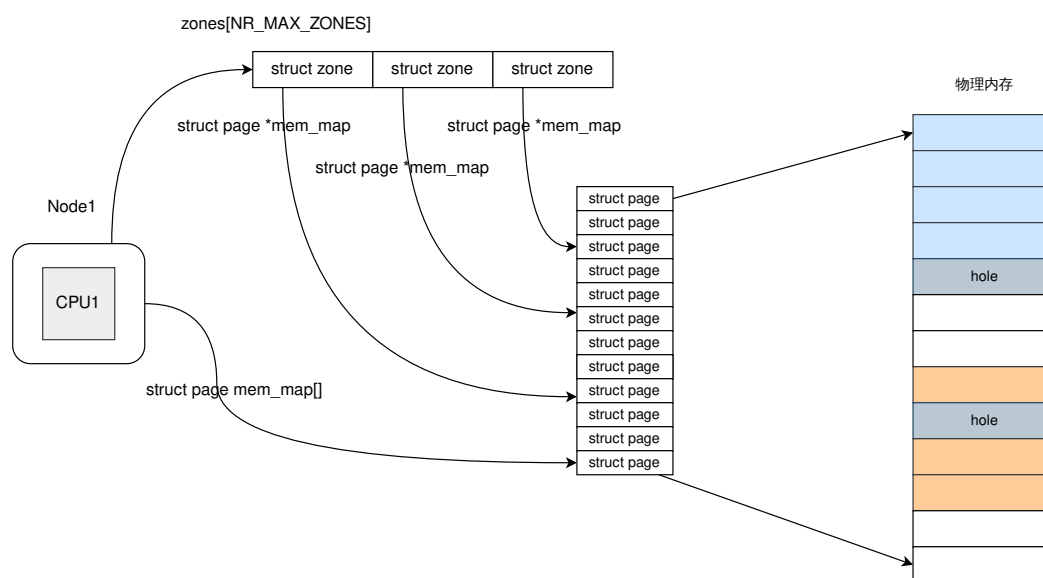 zones[NR_MAX_ZONES]
struct zone
struct zone
struct zone
物理内存
struct page *mem_map
struct page *mem_map
struct page *mem_map
Node1
CPU1
struct page mem_map[]
struct page
struct page
struct page
struct page
struct page
struct page
struct page
struct page
struct page
struct page
struct page
struct page
hole
hole